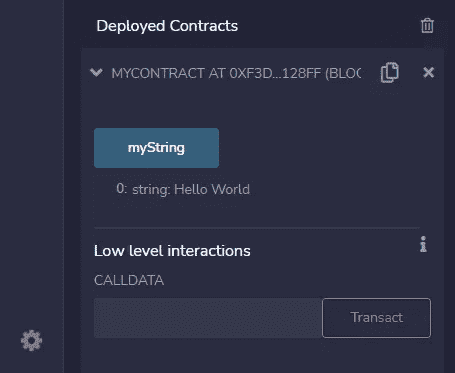 Deployed Contracts
MYCONTRACT AT 0XF3D...128FF (BLOC
myString
0: string: Hello World
Low level interactions
CALLDATA
Transact